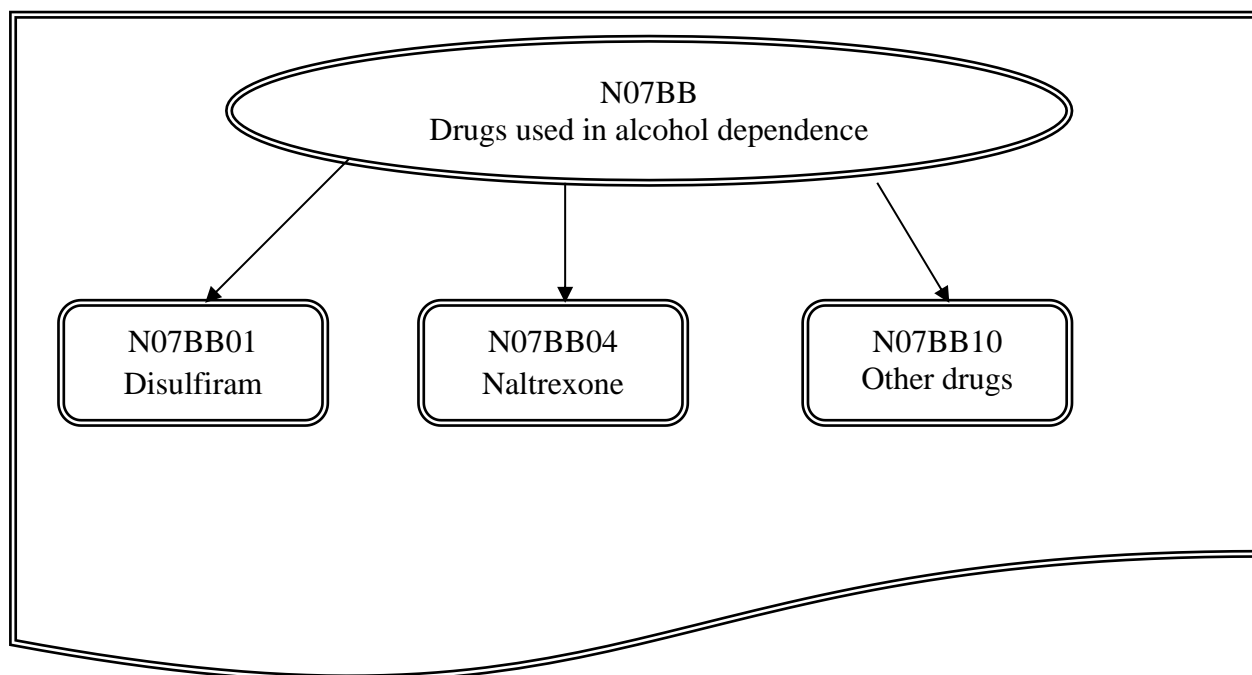 N07BB
Drugs used in alcohol dependence
N07BB01
Disulfiram
N07BB04
Naltrexone
N07BB10
Other drugs